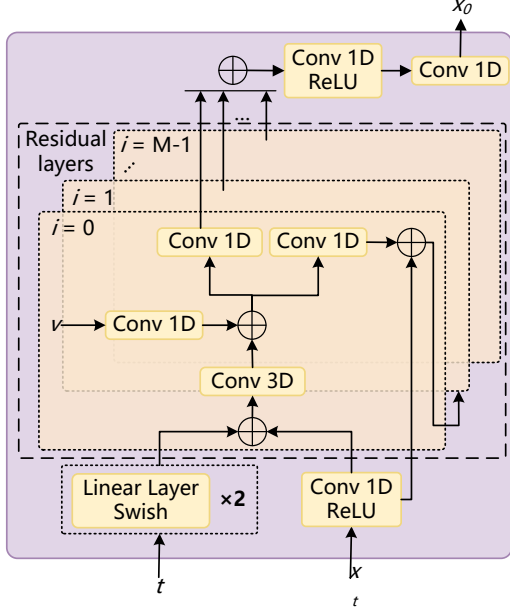 x0
Conv 1D
ReLU
Conv 1D
...
Residual
layers
i = M-1
...
i = 1
i = 0
Conv 1D
Conv 1D
v
Conv 1D
Conv 3D
Linear Layer
Swish
×2
Conv 1D
ReLU
t
x
t